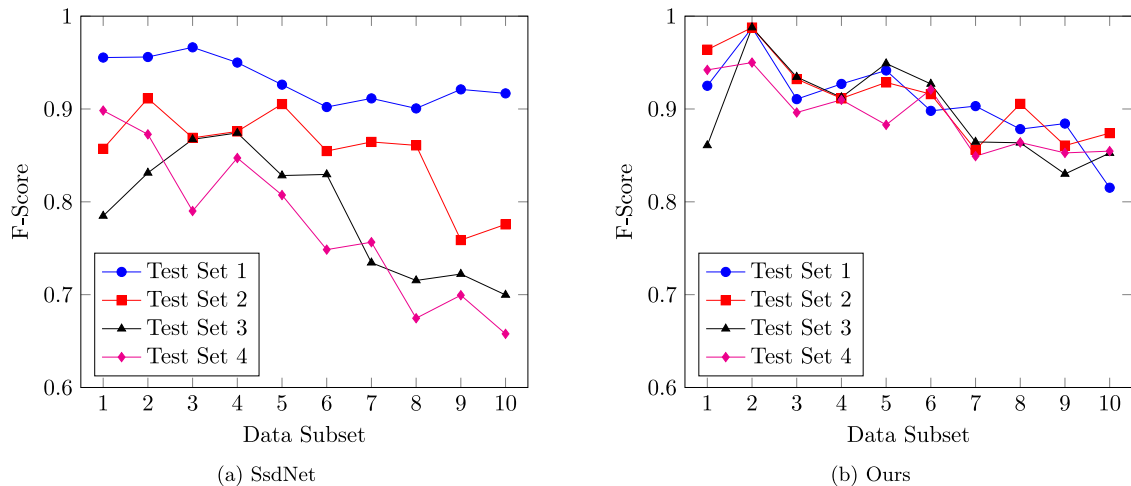 1
0.9
0.8
0.7
0.6
F-Score
Test Set 1
Test Set 2
Test Set 3
Test Set 4
1 2 3 4 5 6 7 8 9 10
Data Subset
(a) SsdNet
1
0.9
0.8
0.7
0.6
F-Score
Test Set 1
Test Set 2
Test Set 3
Test Set 4
1 2 3 4 5 6 7 8 9 10
Data Subset
(b) Ours